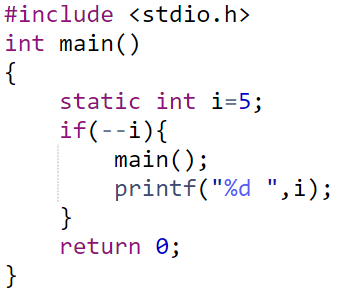 #include <stdio.h>
int main()
{
    static int i=5;
    if(--i){
        main();
        printf("%d ",i);
    }
    return 0;
}